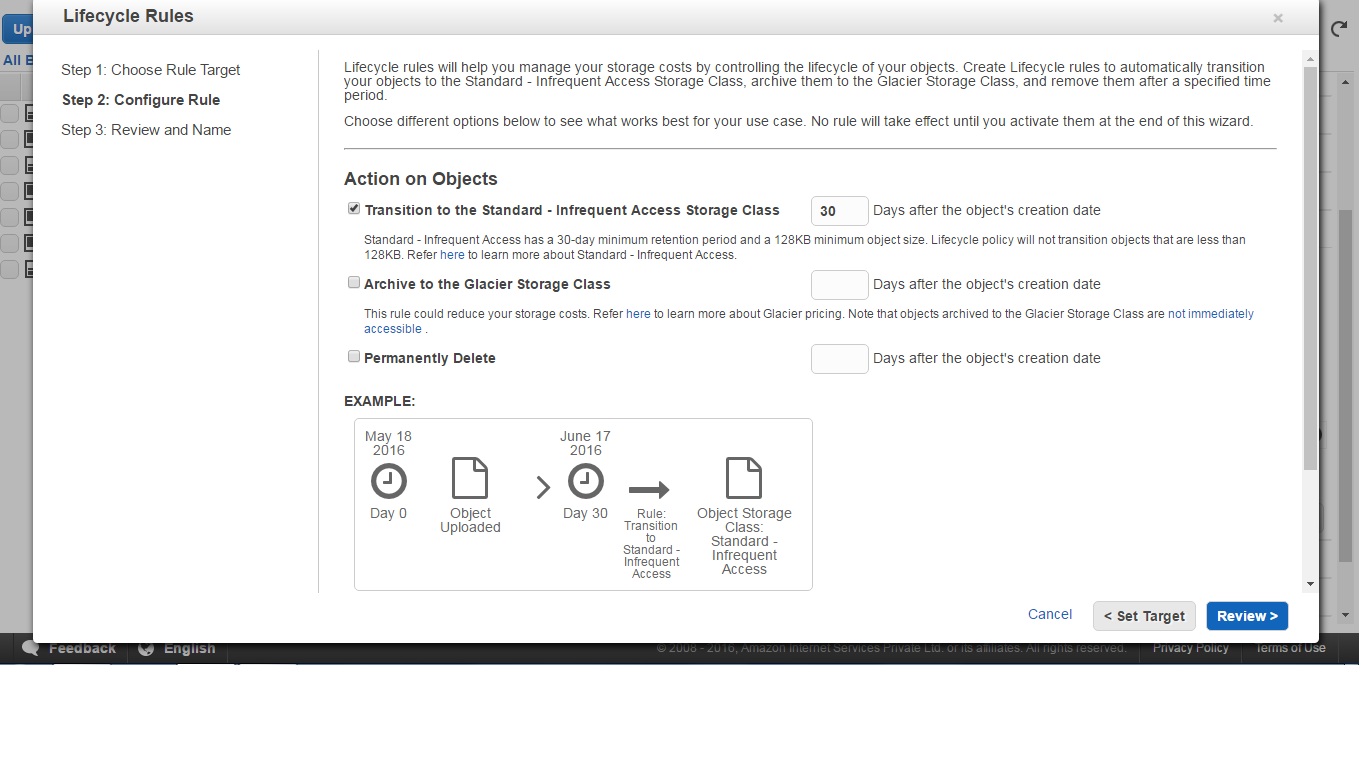 Lifecycle Rules
×
Up
All B
Step 1: Choose Rule Target
Step 2: Configure Rule
Step 3: Review and Name
Lifecycle rules will help you manage your storage costs by controlling the lifecycle of your objects. Create Lifecycle rules to automatically transition
your objects to the Standard - Infrequent Access Storage Class, archive them to the Glacier Storage Class, and remove them after a specified time
period.
Choose different options below to see what works best for your use case. No rule will take effect until you activate them at the end of this wizard.
Action on Objects
Transition to the Standard - Infrequent Access Storage Class 30 Days after the object's creation date
Standard - Infrequent Access has a 30-day minimum retention period and a 128KB minimum object size. Lifecycle policy will not transition objects that are less than
128KB. Refer here to learn more about Standard - Infrequent Access.
Archive to the Glacier Storage Class Days after the object's creation date
This rule could reduce your storage costs. Refer here to learn more about Glacier pricing. Note that objects archived to the Glacier Storage Class are not immediately
accessible .
Permanently Delete Days after the object's creation date
EXAMPLE:
May 18
2016
Day 0
Object
Uploaded
June 17
2016
Day 30
Rule:
Transition
to
Standard -
Infrequent
Access
Object Storage
Class:
Standard -
Infrequent
Access
Cancel < Set Target Review >
Feedback English © 2008 - 2016, Amazon Internet Services Private Ltd. or its affiliates. All rights reserved. Privacy Policy Terms of Use